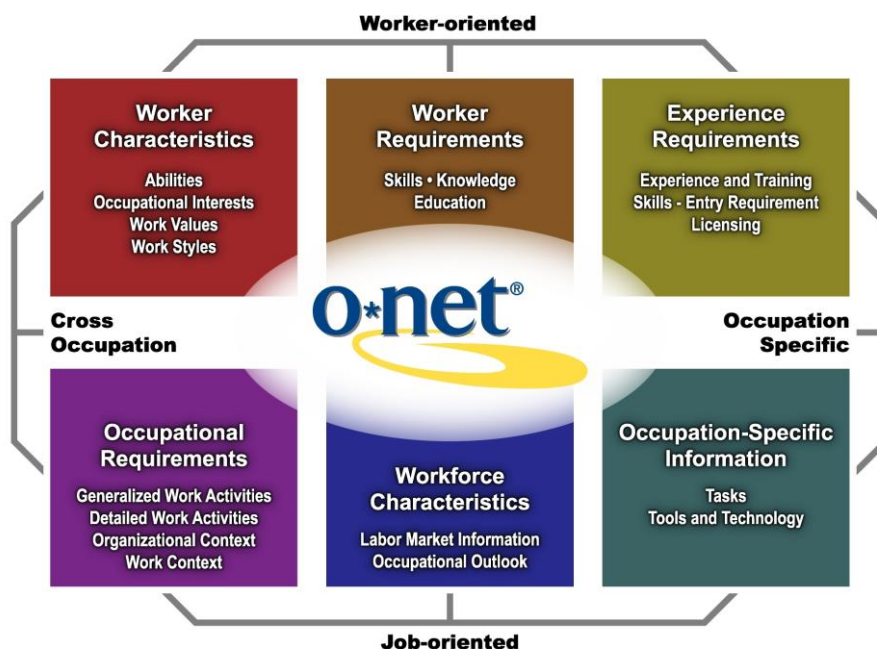 Worker-oriented
Worker
Characteristics
Abilities
Occupational Interests
Work Values
Work Styles
Worker
Requirements
Skills • Knowledge
Education
Experience
Requirements
Experience and Training
Skills - Entry Requirement
Licensing
Cross
Occupation
o*net®
Occupation
Specific
Occupational
Requirements
Generalized Work Activities
Detailed Work Activities
Organizational Context
Work Context
Workforce
Characteristics
Labor Market Information
Occupational Outlook
Occupation-Specific
Information
Tasks
Tools and Technology
Job-oriented